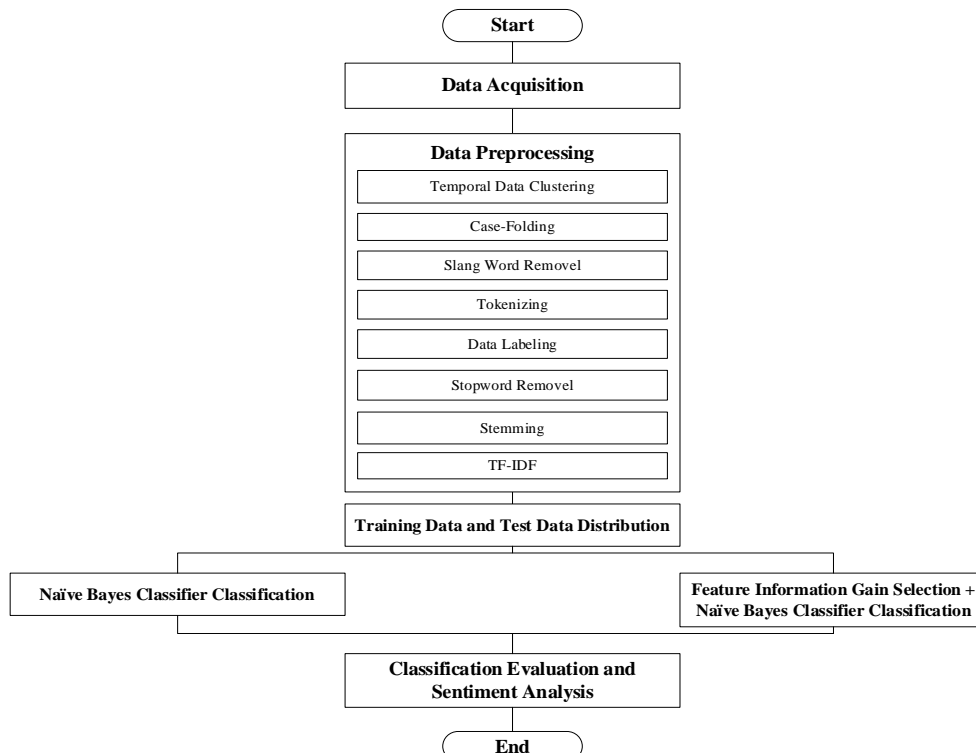 Start
Data Acquisition
Data Preprocessing
Temporal Data Clustering
Case-Folding
Slang Word Removel
Tokenizing
Data Labeling
Stopword Removel
Stemming
TF-IDF
Training Data and Test Data Distribution
Naïve Bayes Classifier Classification
Feature Information Gain Selection +
Naïve Bayes Classifier Classification
Classification Evaluation and
Sentiment Analysis
End